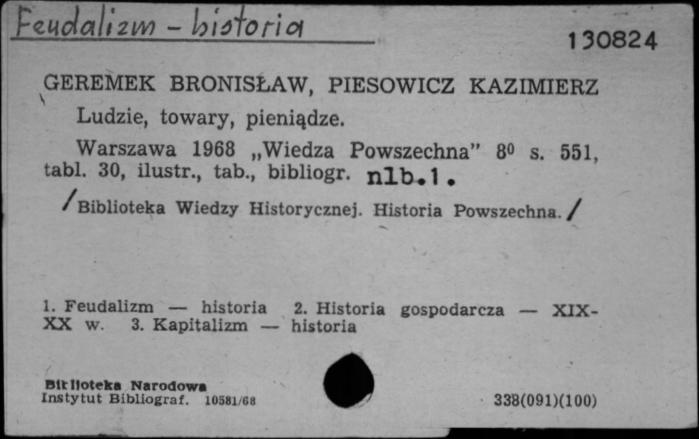 Feudalizm – historia
130824
GEREMEK BRONISŁAW, PIESOWICZ KAZIMIERZ
Ludzie, towary, pieniądze.
Warszawa 1968 „Wiedza Powszechna” 8⁰ s. 551,
tabl. 30, ilustr., tab., bibliogr. nlb.1.
/Biblioteka Wiedzy Historycznej. Historia Powszechna./
1. Feudalizm — historia 2. Historia gospodarcza — XIX-
XX w. 3. Kapitalizm — historia
Biblioteka Narodowa
Instytut Bibliograf. 10581/68
338(091)(100)